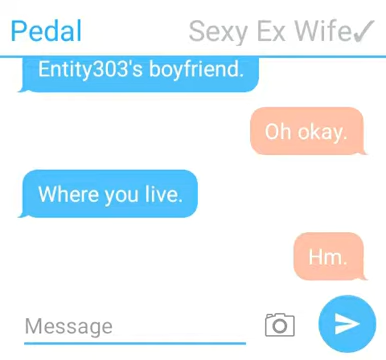 Pedal Sexy Ex Wife✓
Entity303's boyfriend.
Oh okay.
Where you live.
Hm.
Message